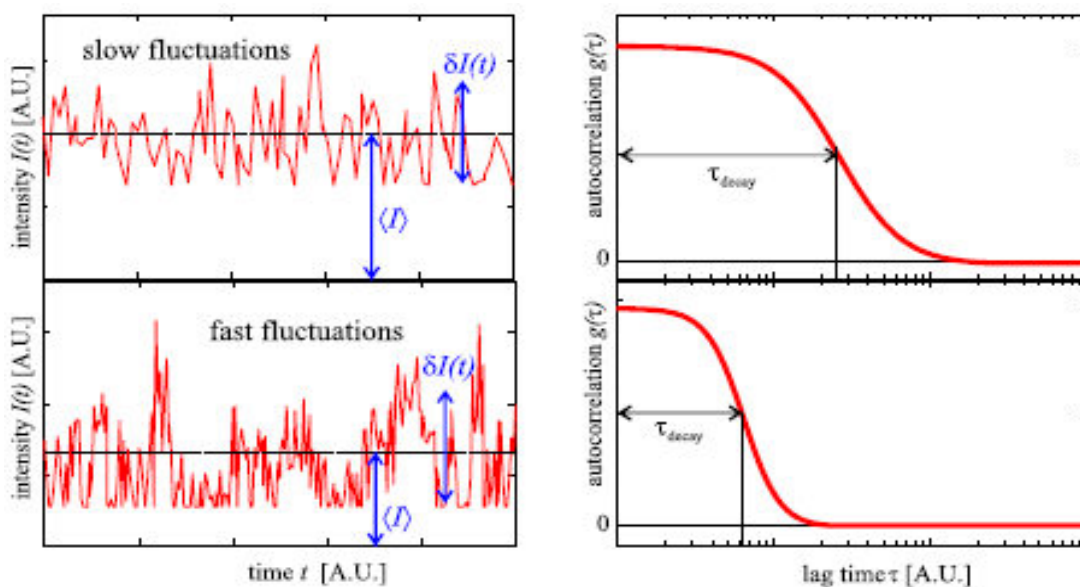 intensity I(t) [A.U.]
slow fluctuations
δI(t)
⟨I⟩
autocorrelation g(τ)
τdecay
0
intensity I(t) [A.U.]
fast fluctuations
δI(t)
⟨I⟩
time t [A.U.]
autocorrelation g(τ)
τdecay
0
lag time τ [A.U.]